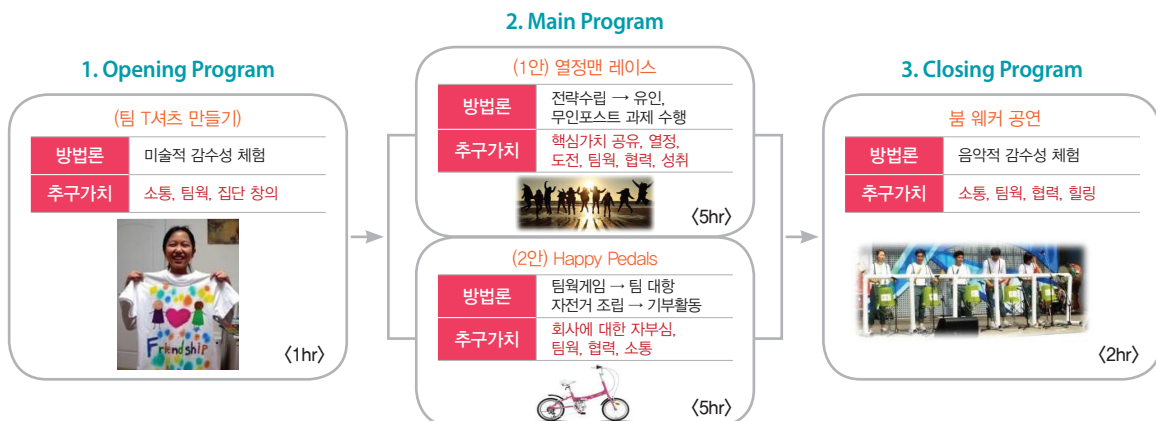 1. Opening Program
(팀 T셔츠 만들기)
방법론
미술적 감수성 체험
추구가치
소통, 팀웍, 집단 창의
Friendship
〈1hr〉
2. Main Program
(1안) 열정맨 레이스
방법론
전략수립 → 유인,
무인포스트 과제 수행
추구가치
핵심가치 공유, 열정,
도전, 팀웍, 협력, 성취
〈5hr〉
(2안) Happy Pedals
방법론
팀웍게임 → 팀 대항
자전거 조립 → 기부활동
추구가치
회사에 대한 자부심,
팀웍, 협력, 소통
〈5hr〉
3. Closing Program
붐 웨커 공연
방법론
음악적 감수성 체험
추구가치
소통, 팀웍, 협력, 힐링
〈2hr〉